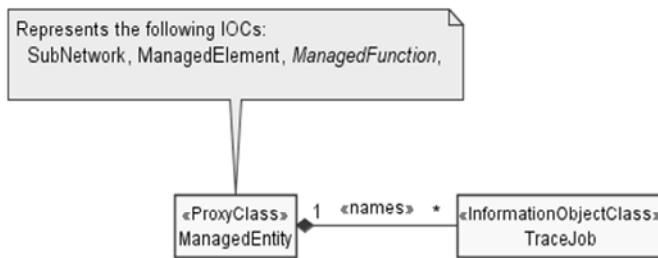 Represents the following IOCs:
SubNetwork, ManagedElement, ManagedFunction,
«ProxyClass»
ManagedEntity
1 «names» *
«InformationObjectClass»
TraceJob